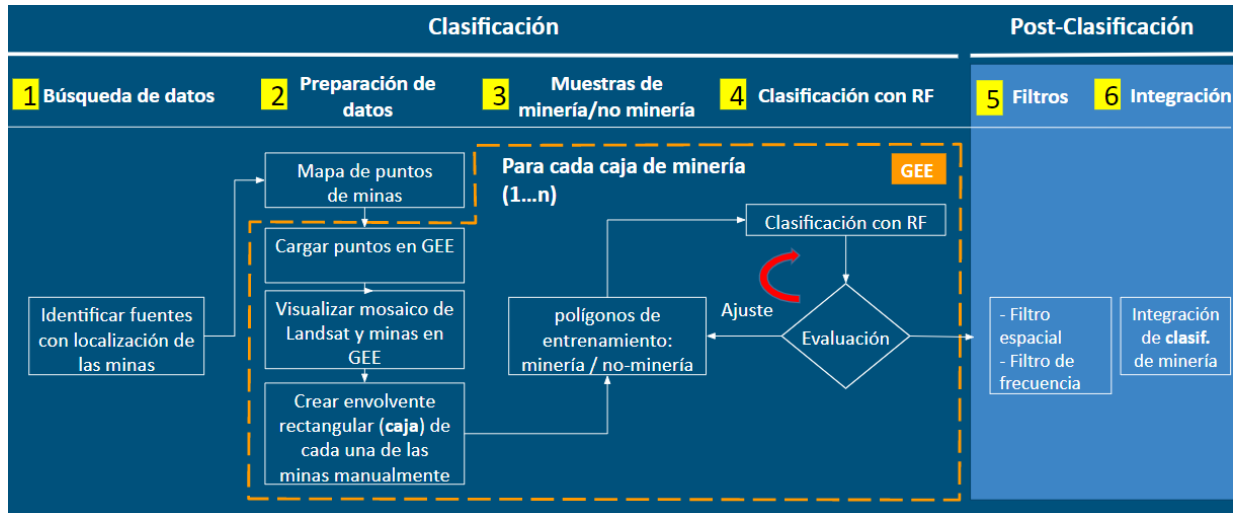 Clasificación
Post-Clasificación
1 Búsqueda de datos
2 Preparación de
datos
3 Muestras de
minería/no minería
4 Clasificación con RF
5 Filtros
6 Integración
Identificar fuentes
con localización de
las minas
Mapa de puntos
de minas
Cargar puntos en GEE
Visualizar mosaico de
Landsat y minas en
GEE
Crear envolvente
rectangular (caja) de
cada una de las
minas manualmente
Para cada caja de minería
(1...n)
GEE
polígonos de
entrenamiento:
minería / no-minería
Clasificación con RF
Ajuste
Evaluación
- Filtro
espacial
- Filtro de
frecuencia
Integración
de clasif.
de minería